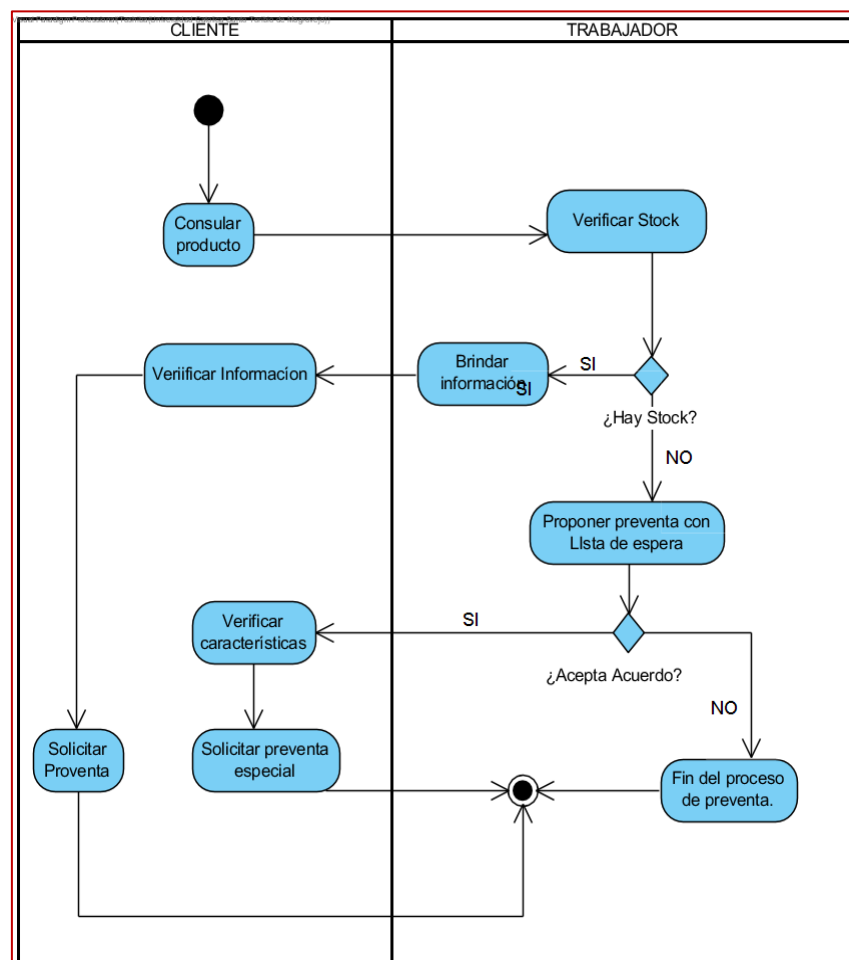 CLIENTE
TRABAJADOR
Consular
producto
Verificar Stock
Veriificar Informacion
Brindar
información
SI
SI
¿Hay Stock?
NO
Proponer preventa con
LIsta de espera
Verificar
características
SI
¿Acepta Acuerdo?
NO
Solicitar
Proventa
Solicitar preventa
especial
Fin del proceso
de preventa.